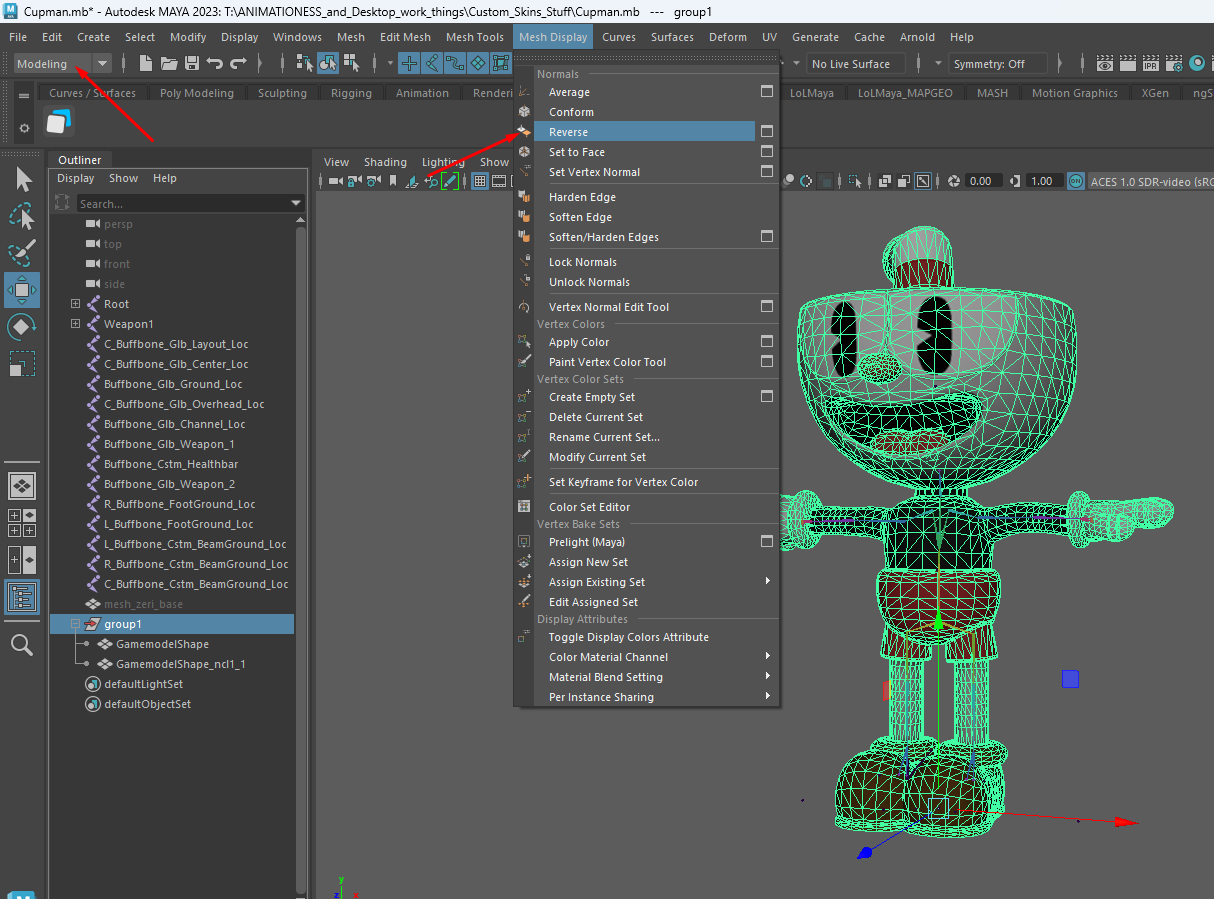 Cupman.mb* - Autodesk MAYA 2023: T:\ANIMATIONESS_and_Desktop_work_things\Custom_Skins_Stuff\Cupman.mb --- group1
File Edit Create Select Modify Display Windows Mesh Edit Mesh Mesh Tools Mesh Display Curves Surfaces Deform UV Generate Cache Arnold Help
Modeling
No Live Surface
Symmetry: Off
IPR
Curves / Surfaces Poly Modeling Sculpting Rigging Animation Renderi
LoLMaya LoLMaya_MAPGEO MASH Motion Graphics XGen ngS
Outliner
Display Show Help
Search...
persp
top
front
side
Root
Weapon1
C_Buffbone_Glb_Layout_Loc
C_Buffbone_Glb_Center_Loc
Buffbone_Glb_Ground_Loc
C_Buffbone_Glb_Overhead_Loc
Buffbone_Glb_Channel_Loc
Buffbone_Glb_Weapon_1
Buffbone_Cstm_Healthbar
Buffbone_Glb_Weapon_2
R_Buffbone_FootGround_Loc
L_Buffbone_FootGround_Loc
L_Buffbone_Cstm_BeamGround_Loc
R_Buffbone_Cstm_BeamGround_Loc
C_Buffbone_Cstm_BeamGround_Loc
mesh_zeri_base
group1
GamemodelShape
GamemodelShape_ncl1_1
defaultLightSet
defaultObjectSet
View Shading Lighting Show
0.00
1.00
ON
ACES 1.0 SDR-video (sRG
Normals
Average
Conform
Reverse
Set to Face
Set Vertex Normal
Harden Edge
Soften Edge
Soften/Harden Edges
Lock Normals
Unlock Normals
Vertex Normal Edit Tool
Vertex Colors
Apply Color
Paint Vertex Color Tool
Vertex Color Sets
Create Empty Set
Delete Current Set
Rename Current Set...
Modify Current Set
Set Keyframe for Vertex Color
Color Set Editor
Vertex Bake Sets
Prelight (Maya)
Assign New Set
Assign Existing Set
Edit Assigned Set
Display Attributes
Toggle Display Colors Attribute
Color Material Channel
Material Blend Setting
Per Instance Sharing
y
z
x